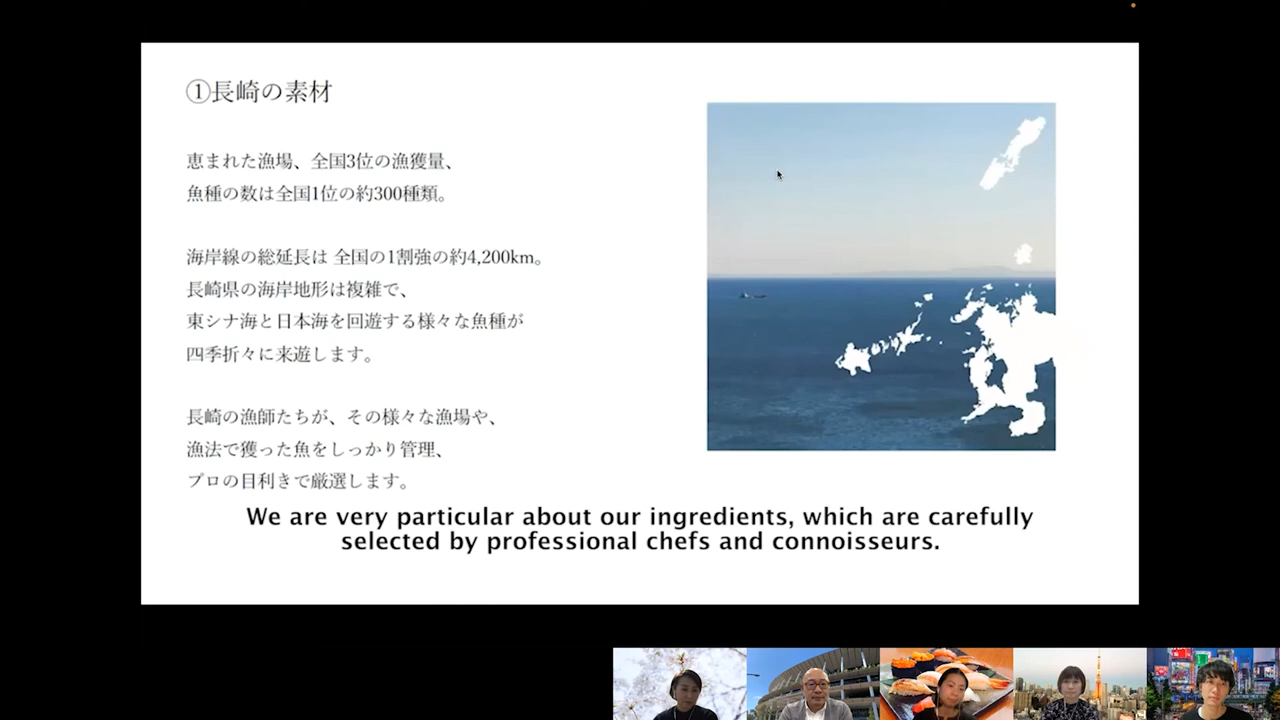 ①長崎の素材
恵まれた漁場、全国3位の漁獲量、
魚種の数は全国1位の約300種類。
海岸線の総延長は 全国の1割強の約4,200km。
長崎県の海岸地形は複雑で、
東シナ海と日本海を回遊する様々な魚種が
四季折々に来遊します。
長崎の漁師たちが、その様々な漁場や、
漁法で獲った魚をしっかり管理、
プロの目利きで厳選します。
We are very particular about our ingredients, which are carefully
selected by professional chefs and connoisseurs.